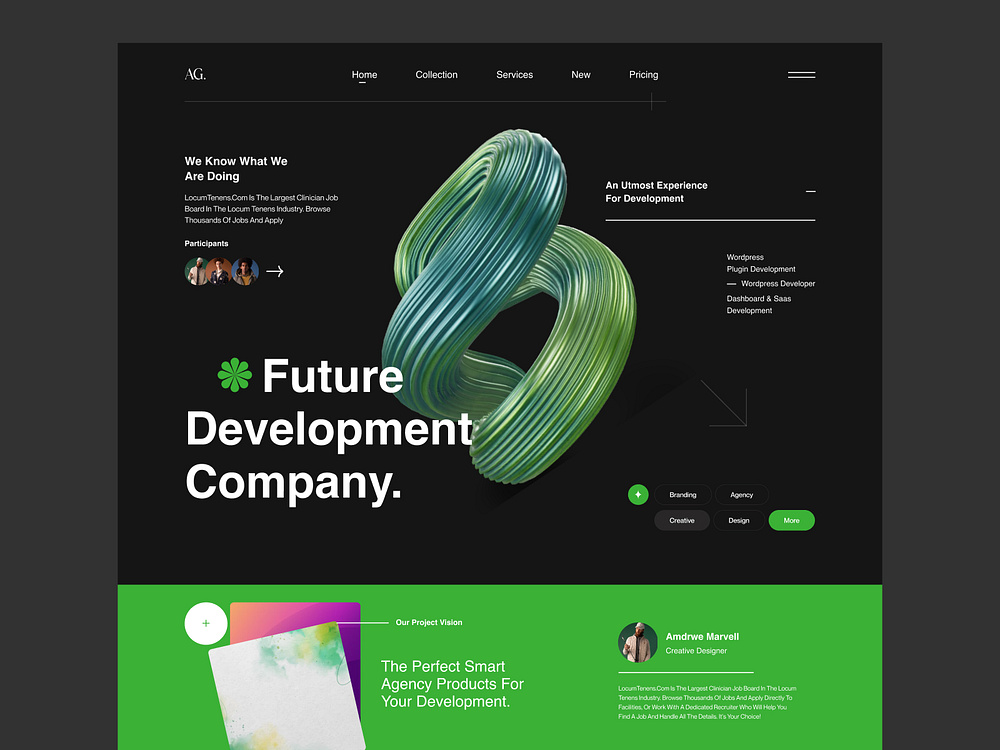 AG.
Home
Collection
Services
New
Pricing
We Know What We
Are Doing
LocumTenens.Com Is The Largest Clinician Job
Board In The Locum Tenens Industry. Browse
Thousands Of Jobs And Apply
Participants
An Utmost Experience
For Development
Wordpress
Plugin Development
Wordpress Developer
Dashboard & Saas
Development
Future
Development
Company.
Branding
Agency
Creative
Design
More
Our Project Vision
The Perfect Smart
Agency Products For
Your Development.
Amdrwe Marvell
Creative Designer
LocumTenens.Com Is The Largest Clinician Job Board In The Locum
Tenens Industry. Browse Thousands Of Jobs And Apply Directly To
Facilities, Or Work With A Dedicated Recruiter Who Will Help You
Find A Job And Handle All The Details. It's Your Choice!